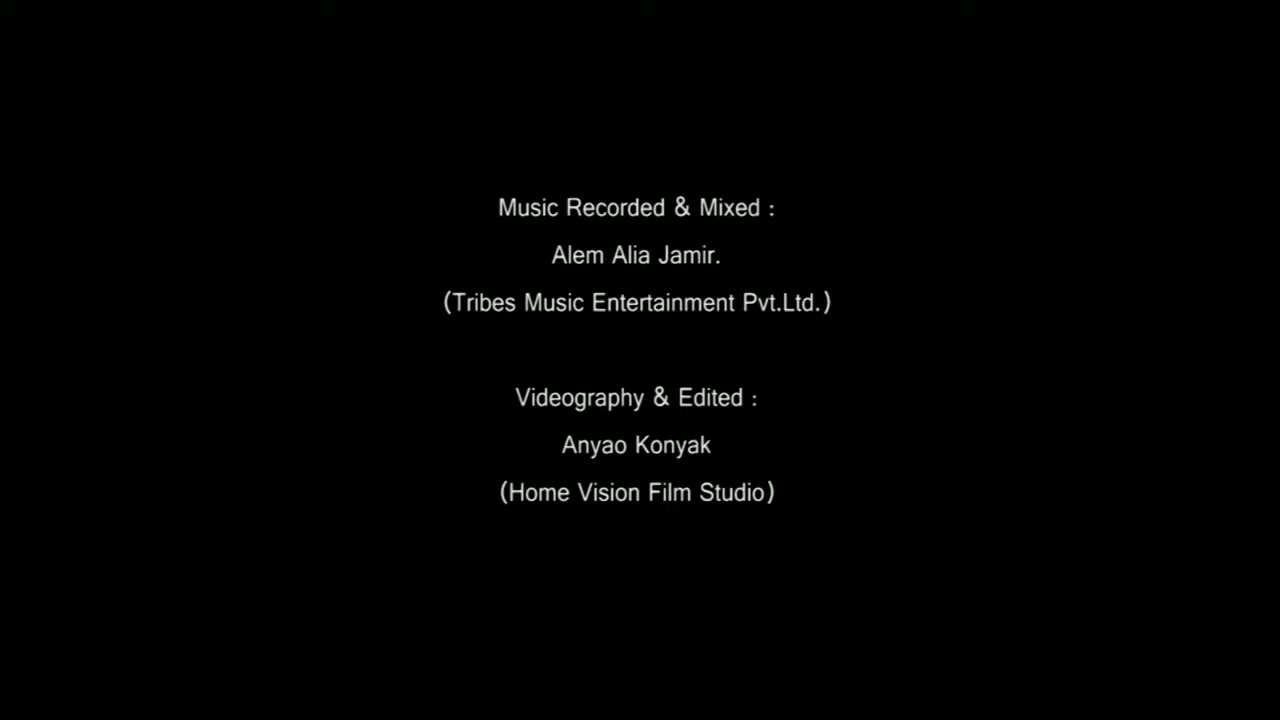 Music Recorded & Mixed :
Alem Alia Jamir.
(Tribes Music Entertainment Pvt.Ltd.)
Videography & Edited :
Anyao Konyak
(Home Vision Film Studio)